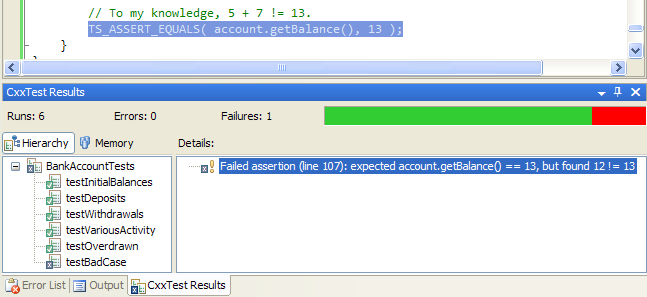 // To my knowledge, 5 + 7 != 13.
TS_ASSERT_EQUALS( account.getBalance(), 13 );
}
CxxTest Results
Runs: 6 Errors: 0 Failures: 1
Hierarchy Memory Details:
BankAccountTests
testInitialBalances
testDeposits
testWithdrawals
testVariousActivity
testOverdrawn
testBadCase
Failed assertion (line 107): expected account.getBalance() == 13, but found 12 != 13
Error List Output CxxTest Results